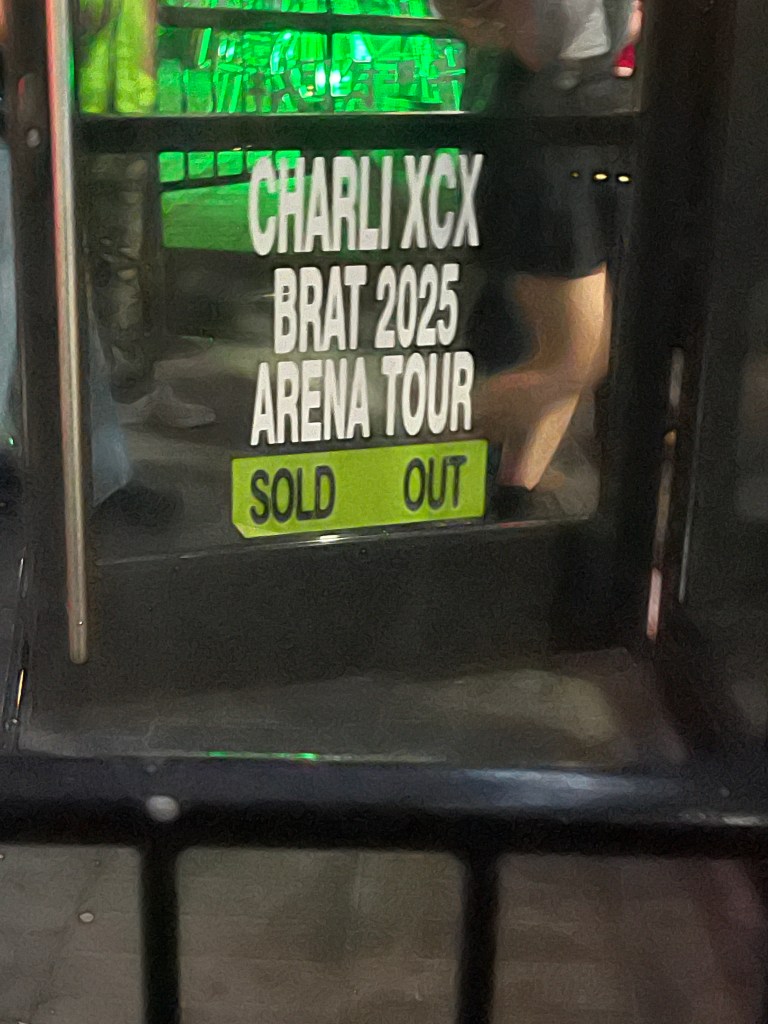 CHARLI XCX
BRAT 2025
ARENA TOUR
SOLD OUT